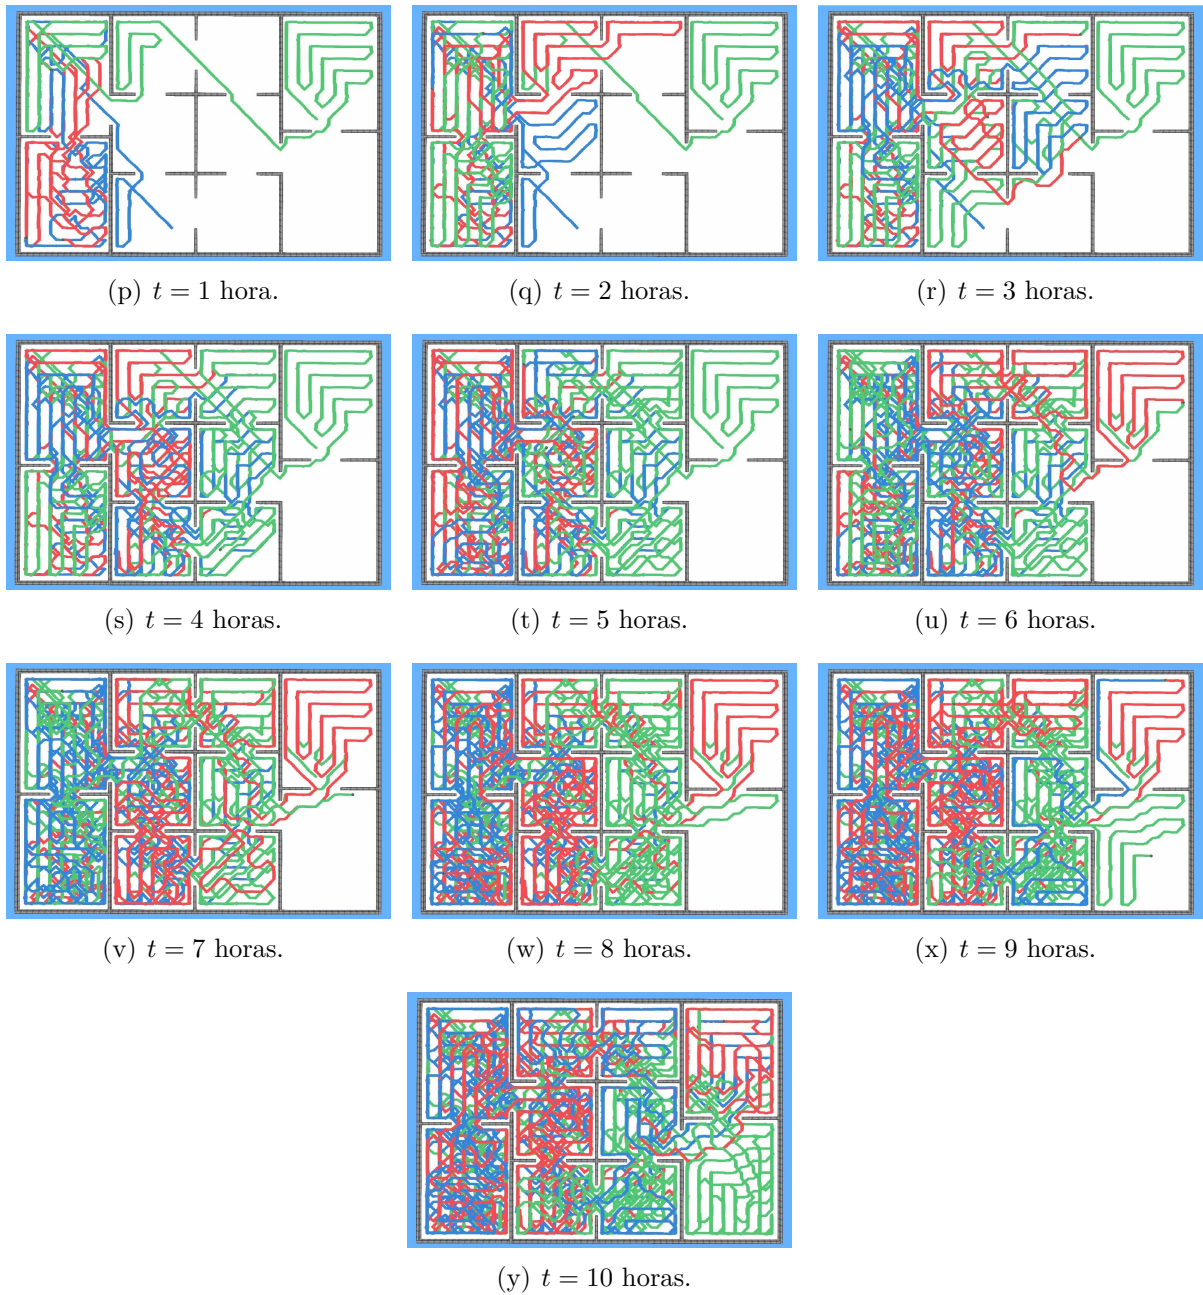 (p) t = 1 hora.
(q) t = 2 horas.
(r) t = 3 horas.
(s) t = 4 horas.
(t) t = 5 horas.
(u) t = 6 horas.
(v) t = 7 horas.
(w) t = 8 horas.
(x) t = 9 horas.
(y) t = 10 horas.